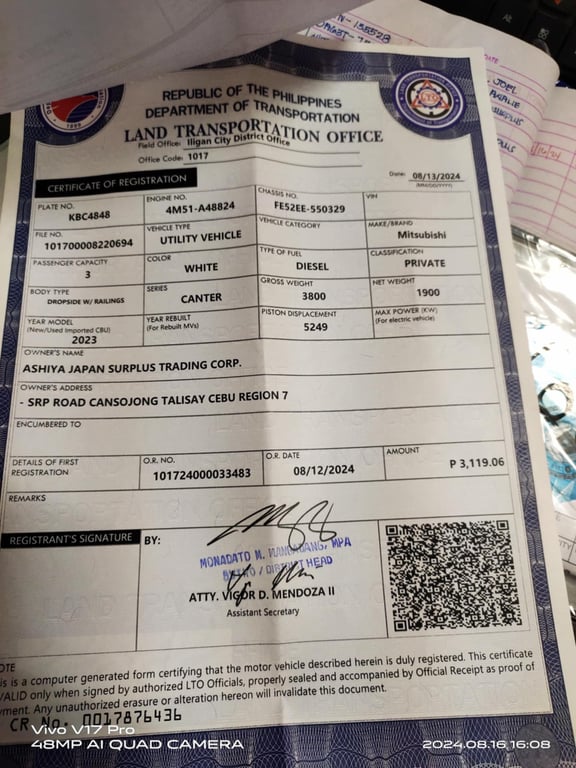 N- 135528
REPUBLIC OF THE PHILIPPINES
DEPARTMENT OF TRANSPORTATION
LAND TRANSPORTATION OFFICE
Field Office: Iligan City District Office
Office Code: 1017
Date: 08/13/2024
(MM/DD/YYYY)
CERTIFICATE OF REGISTRATION
PLATE NO. ENGINE NO. CHASSIS NO. VIN
KBC4848 4M51-A48824 FE52EE-550329
FILE NO. VEHICLE TYPE VEHICLE CATEGORY MAKE/BRAND
101700008220694 UTILITY VEHICLE Mitsubishi
PASSENGER CAPACITY COLOR TYPE OF FUEL CLASSIFICATION
3 WHITE DIESEL PRIVATE
BODY TYPE SERIES GROSS WEIGHT NET WEIGHT
DROPSIDE W/ RAILINGS CANTER 3800 1900
YEAR MODEL YEAR REBUILT PISTON DISPLACEMENT MAX POWER (KW)
(New/Used Imported CBU) (For Rebuilt MVs) (For electric vehicle)
2023 5249
OWNER'S NAME
ASHIYA JAPAN SURPLUS TRADING CORP.
OWNER'S ADDRESS
- SRP ROAD CANSOJONG TALISAY CEBU REGION 7
ENCUMBERED TO
DETAILS OF FIRST REGISTRATION O.R. NO. O.R. DATE AMOUNT
101724000033483 08/12/2024 P 3,119.06
REMARKS
REGISTRANT'S SIGNATURE BY:
MONADATO M. MPA
DISTRICT HEAD
ATTY. VIGOR D. MENDOZA II
Assistant Secretary
OTE
is is a computer generated form certifying that the motor vehicle described herein is duly registered. This certificate
VALID only when signed by authorized LTO Officials, properly sealed and accompanied by Official Receipt as proof of
ment. Any unauthorized erasure or alteration hereon will invalidate this document.
CR No. 0017876436
Vivo V17 Pro
48MP AI QUAD CAMERA
2024.08.16 16:08